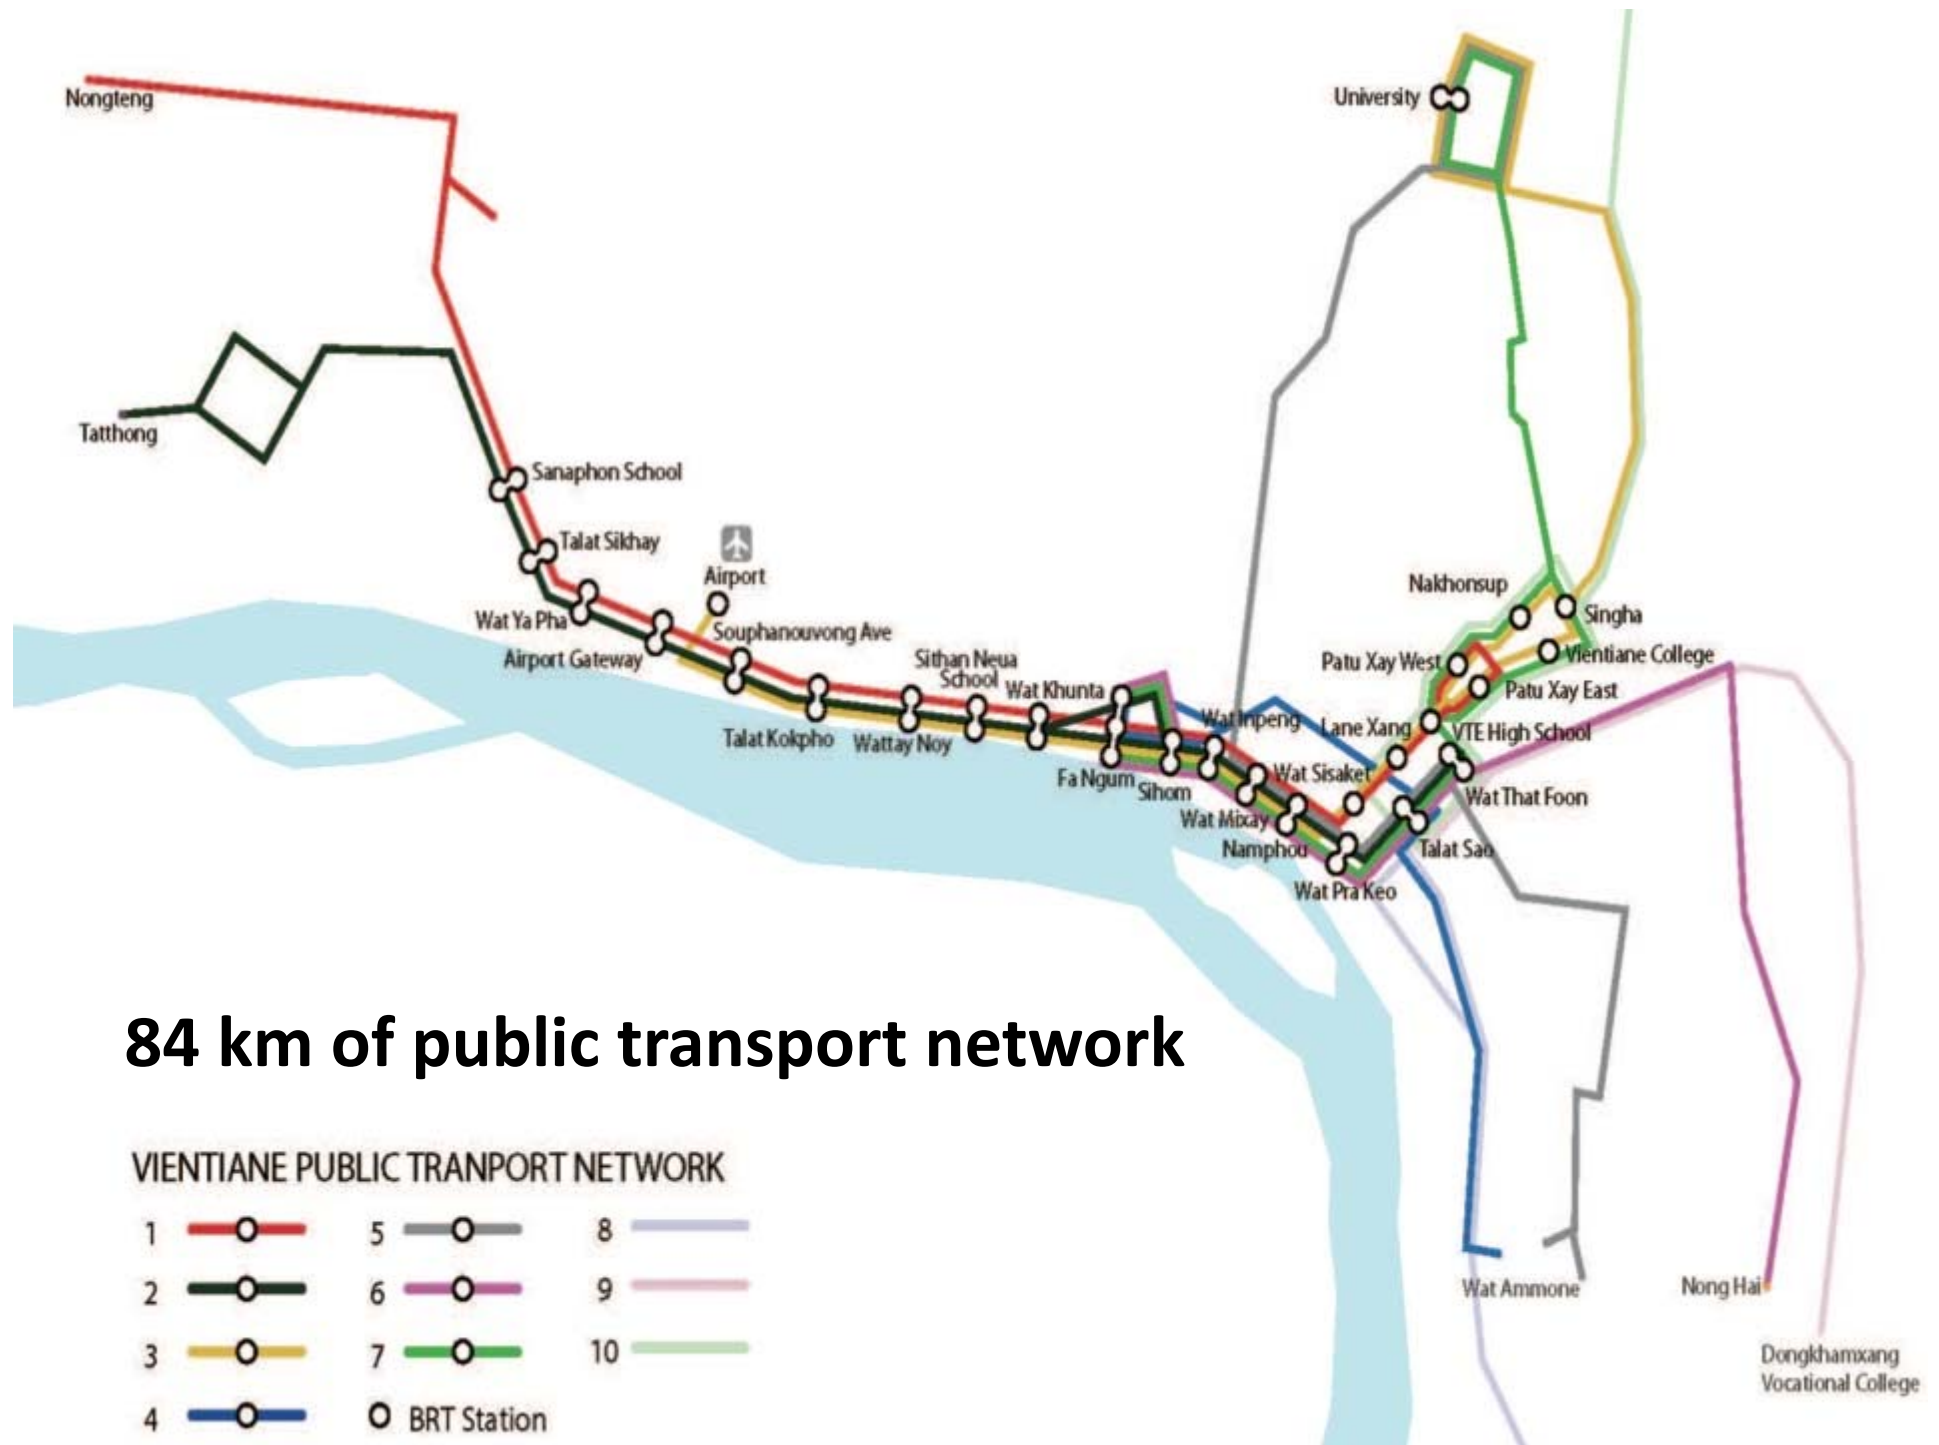 Nongteng
University
Tatthong
Sanaphon School
Talat Sikhay
Airport
Wat Ya Pha
Souphanouvong Ave
Airport Gateway
Sithan Neua
School
Wat Khunta
Talat Kokpho
Wattay Noy
Fa Ngum
Sihom
Wat Inpeng
Wat Sisaket
Wat Mixay
Namphou
Wat Pra Keo
Nakhonsup
Singha
Patu Xay West
Vientiane College
Patu Xay East
Lane Xang
VTE High School
Wat That Foon
Talat Sao
84 km of public transport network
VIENTIANE PUBLIC TRANPORT NETWORK
1
2
3
4
5
6
7
BRT Station
8
9
10
Wat Ammone
Nong Hai
Dongkhamxang
Vocational College